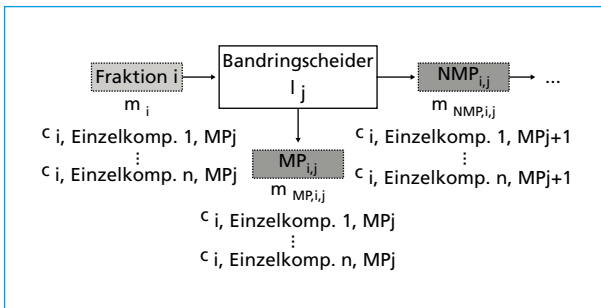 Fraktion i
m i
c i, Einzelkomp. 1, MPj
⋮
c i, Einzelkomp. n, MPj
Bandringscheider
I j
MP i,j
m MP,i,j
c i, Einzelkomp. 1, MPj
⋮
c i, Einzelkomp. n, MPj
NMP i,j
m NMP,i,j
c i, Einzelkomp. 1, MPj+1
⋮
c i, Einzelkomp. n, MPj+1
...